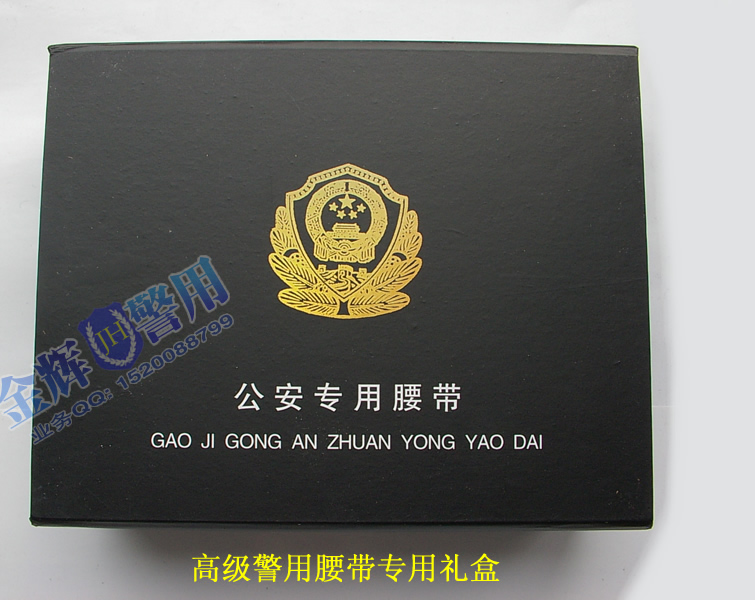 公安专用腰带
GAO JI GONG AN ZHUAN YONG YAO DAI
金辉 JH 警用
业务QQ: 1520088799
高级警用腰带专用礼盒